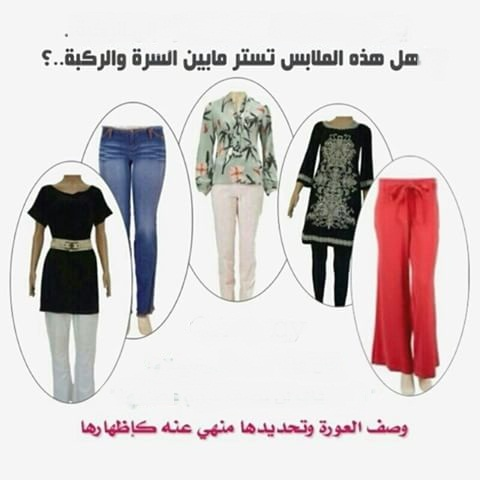 هل هذه الملابس تستر مابين السرة والركبة..؟
وصف العورة وتحديدها منهي عنه كإظهارها